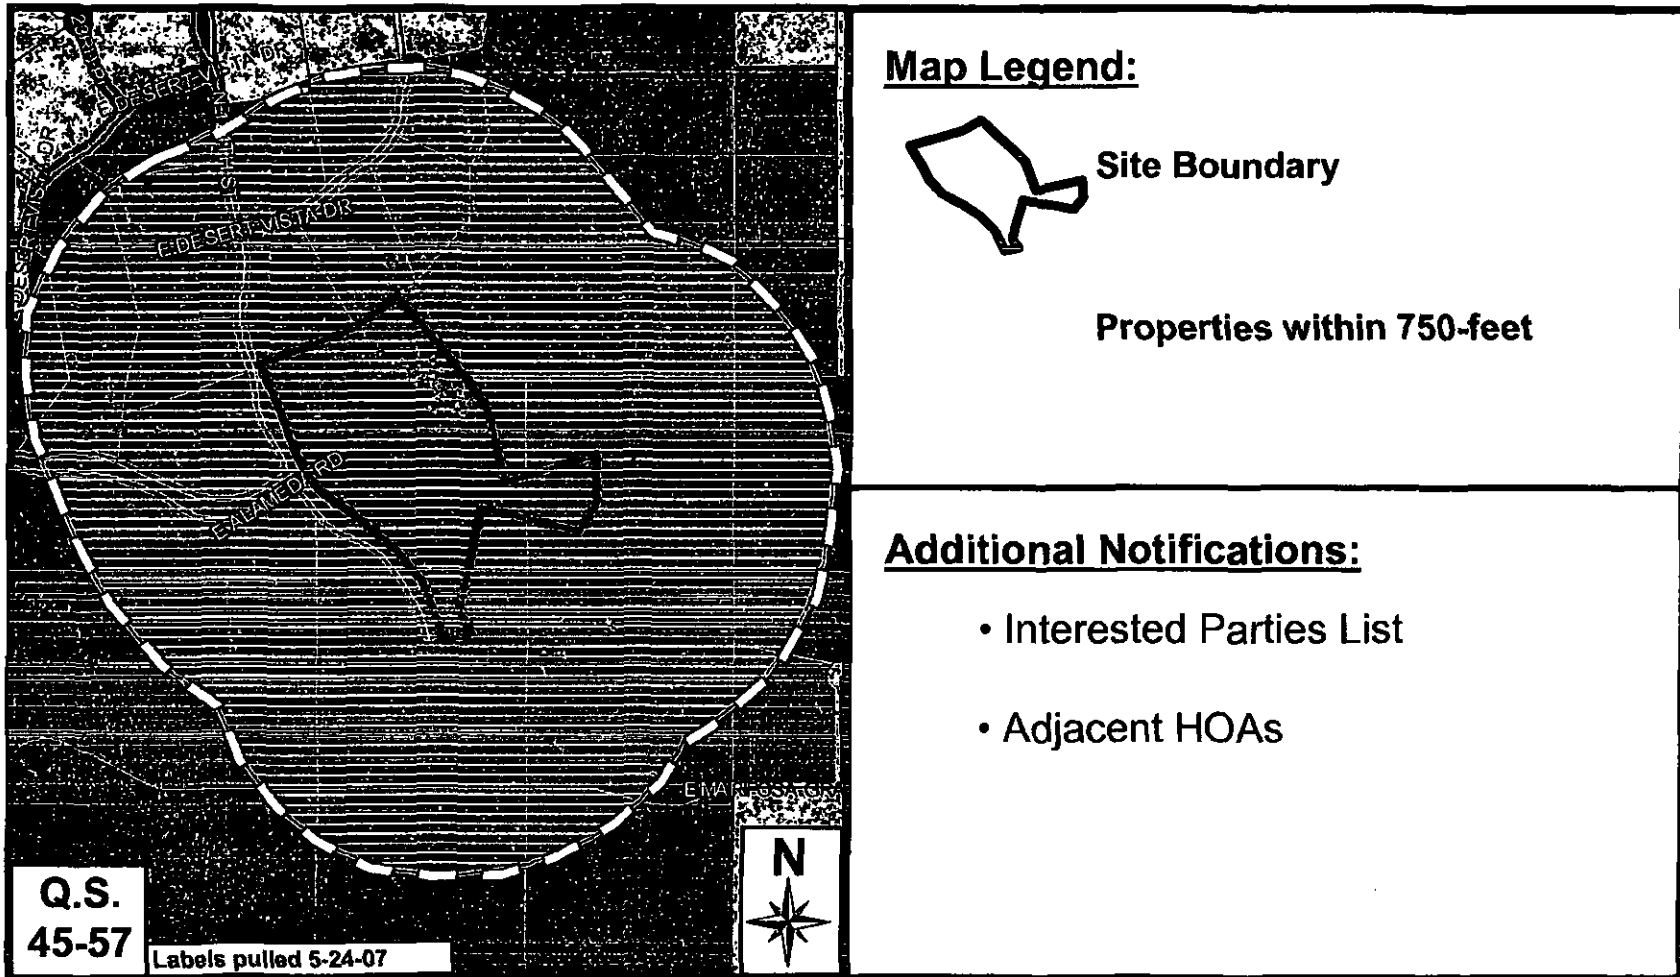 E DESERT VISTA DR
E DESERT VISTA DR
E ALAMEDA RD
Q.S.
45-57
Labels pulled 5-24-07
N
Map Legend:
Site Boundary
Properties within 750-feet
Additional Notifications:
• Interested Parties List
• Adjacent HOAs